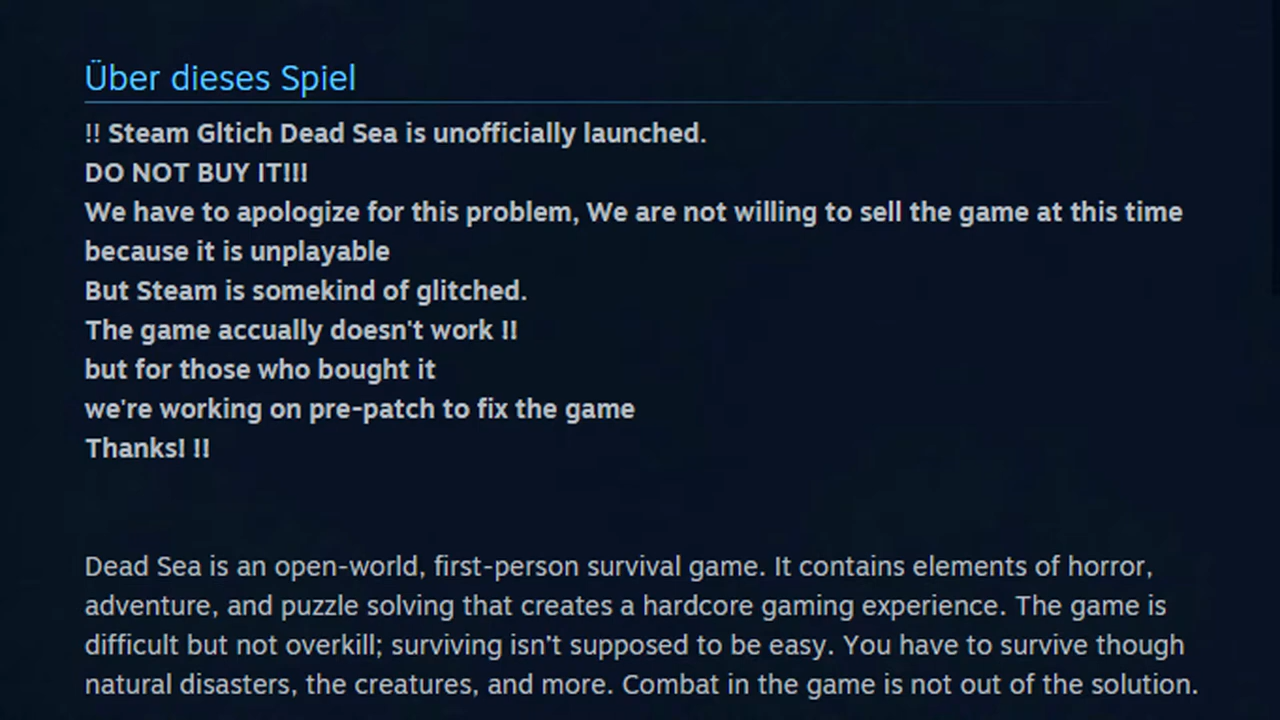 Über dieses Spiel
!! Steam Gltich Dead Sea is unofficially launched.
DO NOT BUY IT!!!
We have to apologize for this problem, We are not willing to sell the game at this time
because it is unplayable
But Steam is somekind of glitched.
The game accually doesn't work !!
but for those who bought it
we're working on pre-patch to fix the game
Thanks! !!
Dead Sea is an open-world, first-person survival game. It contains elements of horror,
adventure, and puzzle solving that creates a hardcore gaming experience. The game is
difficult but not overkill; surviving isn't supposed to be easy. You have to survive though
natural disasters, the creatures, and more. Combat in the game is not out of the solution.